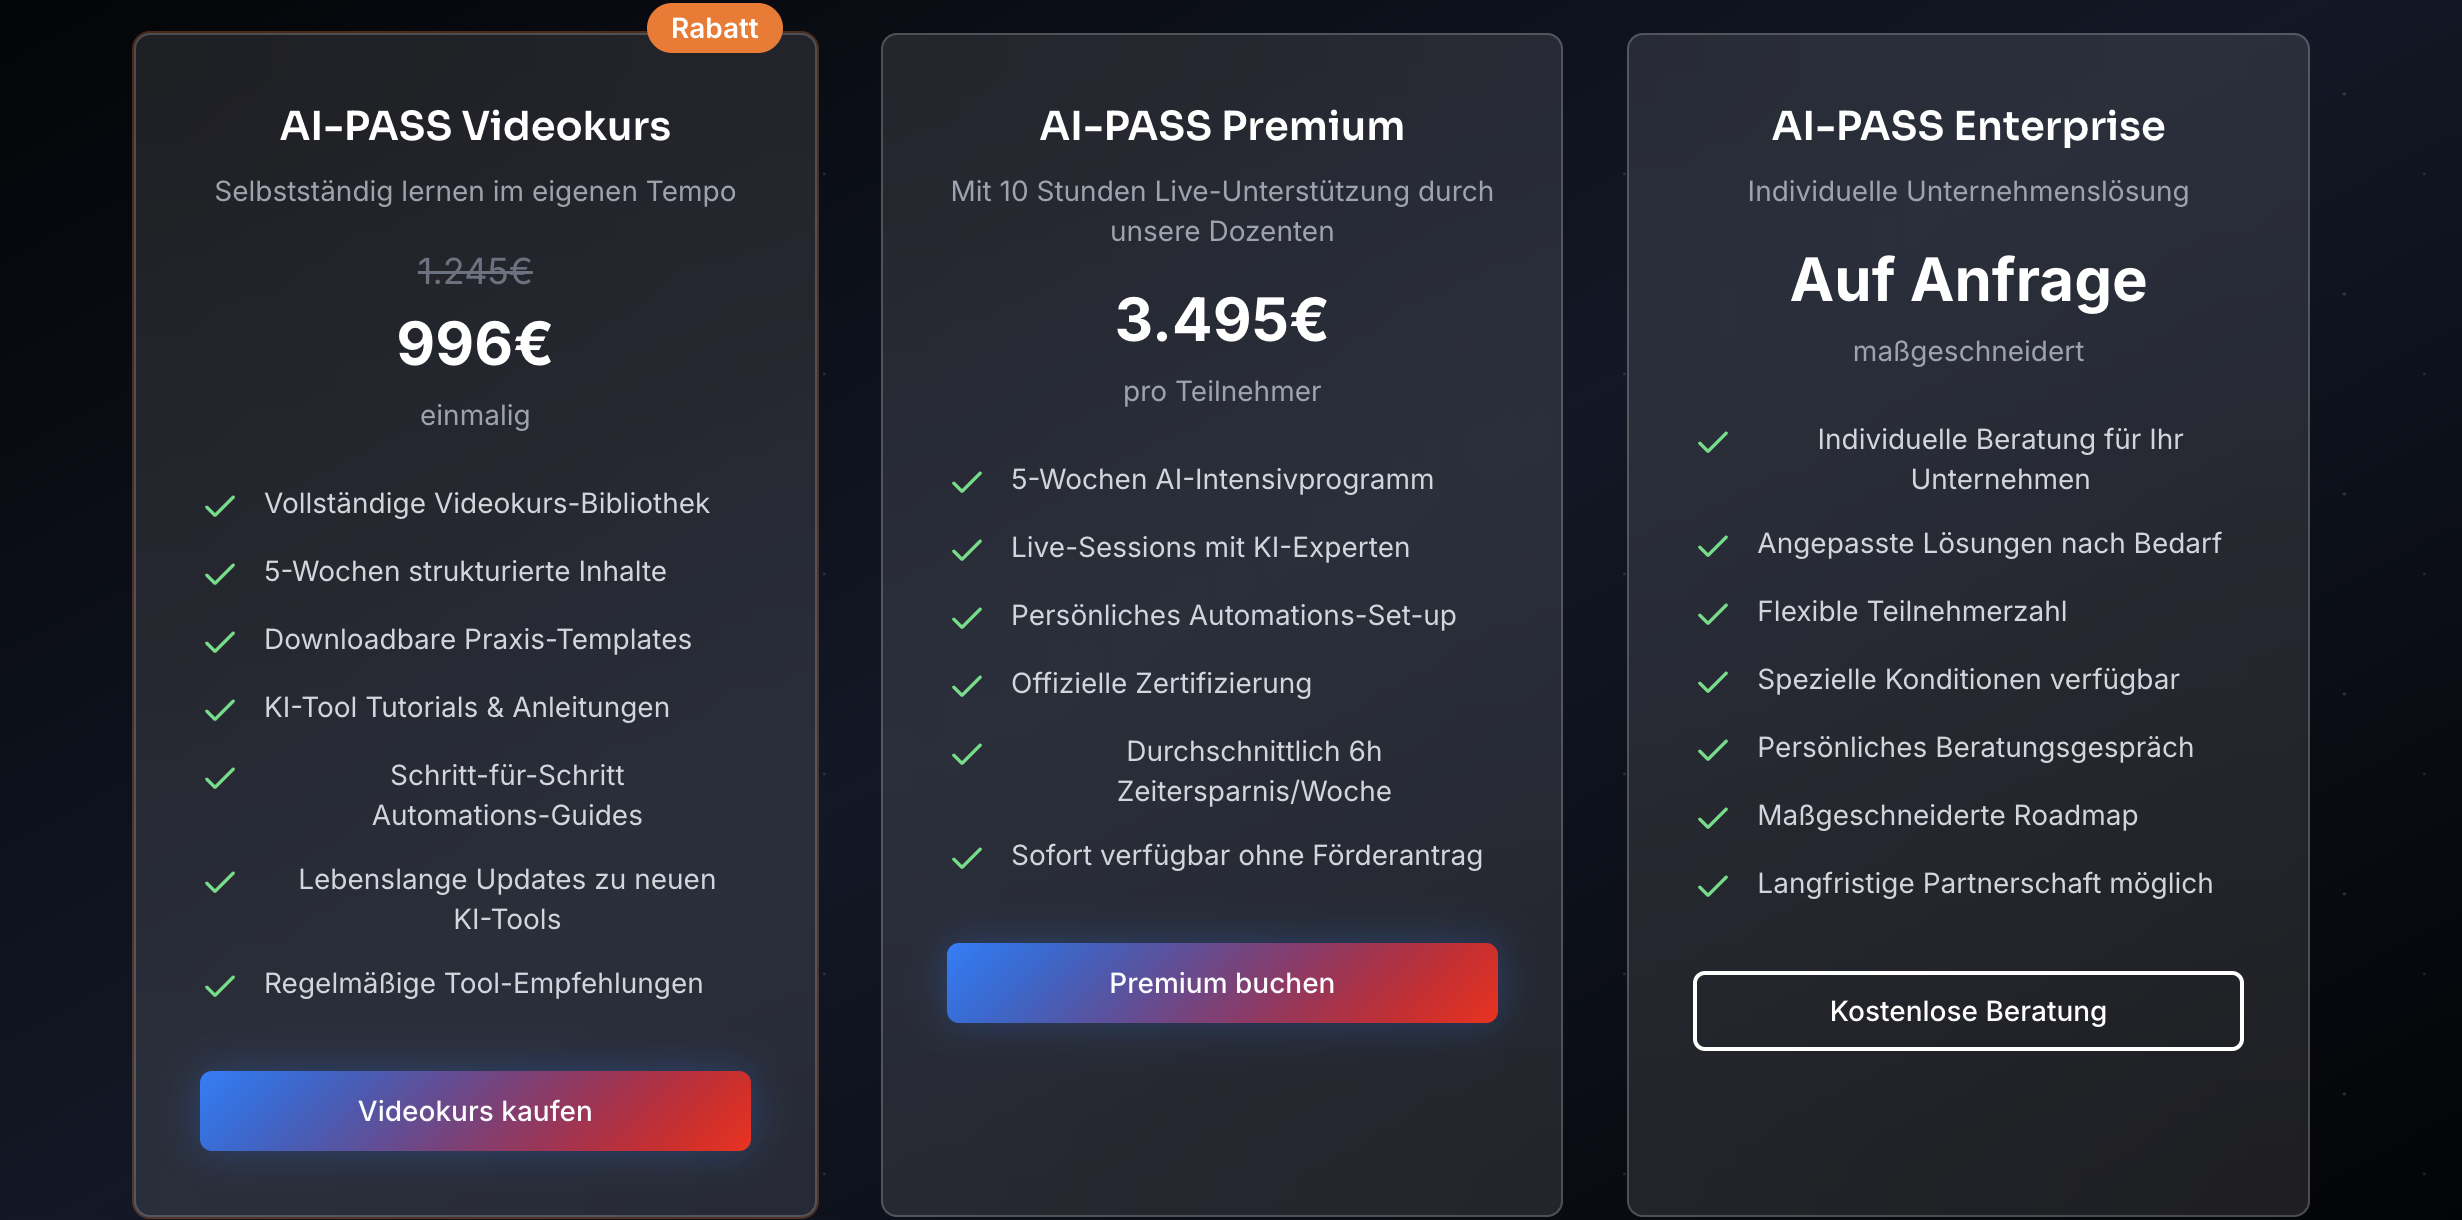 Rabatt
AI-PASS Videokurs
Selbstständig lernen im eigenen Tempo
1.245€
996€
einmalig
Vollständige Videokurs-Bibliothek
5-Wochen strukturierte Inhalte
Downloadbare Praxis-Templates
KI-Tool Tutorials & Anleitungen
Schritt-für-Schritt
Automations-Guides
Lebenslange Updates zu neuen
KI-Tools
Regelmäßige Tool-Empfehlungen
Videokurs kaufen
AI-PASS Premium
Mit 10 Stunden Live-Unterstützung durch
unsere Dozenten
3.495€
pro Teilnehmer
5-Wochen AI-Intensivprogramm
Live-Sessions mit KI-Experten
Persönliches Automations-Set-up
Offizielle Zertifizierung
Durchschnittlich 6h
Zeitersparnis/Woche
Sofort verfügbar ohne Förderantrag
Premium buchen
AI-PASS Enterprise
Individuelle Unternehmenslösung
Auf Anfrage
maßgeschneidert
Individuelle Beratung für Ihr
Unternehmen
Angepasste Lösungen nach Bedarf
Flexible Teilnehmerzahl
Spezielle Konditionen verfügbar
Persönliches Beratungsgespräch
Maßgeschneiderte Roadmap
Langfristige Partnerschaft möglich
Kostenlose Beratung